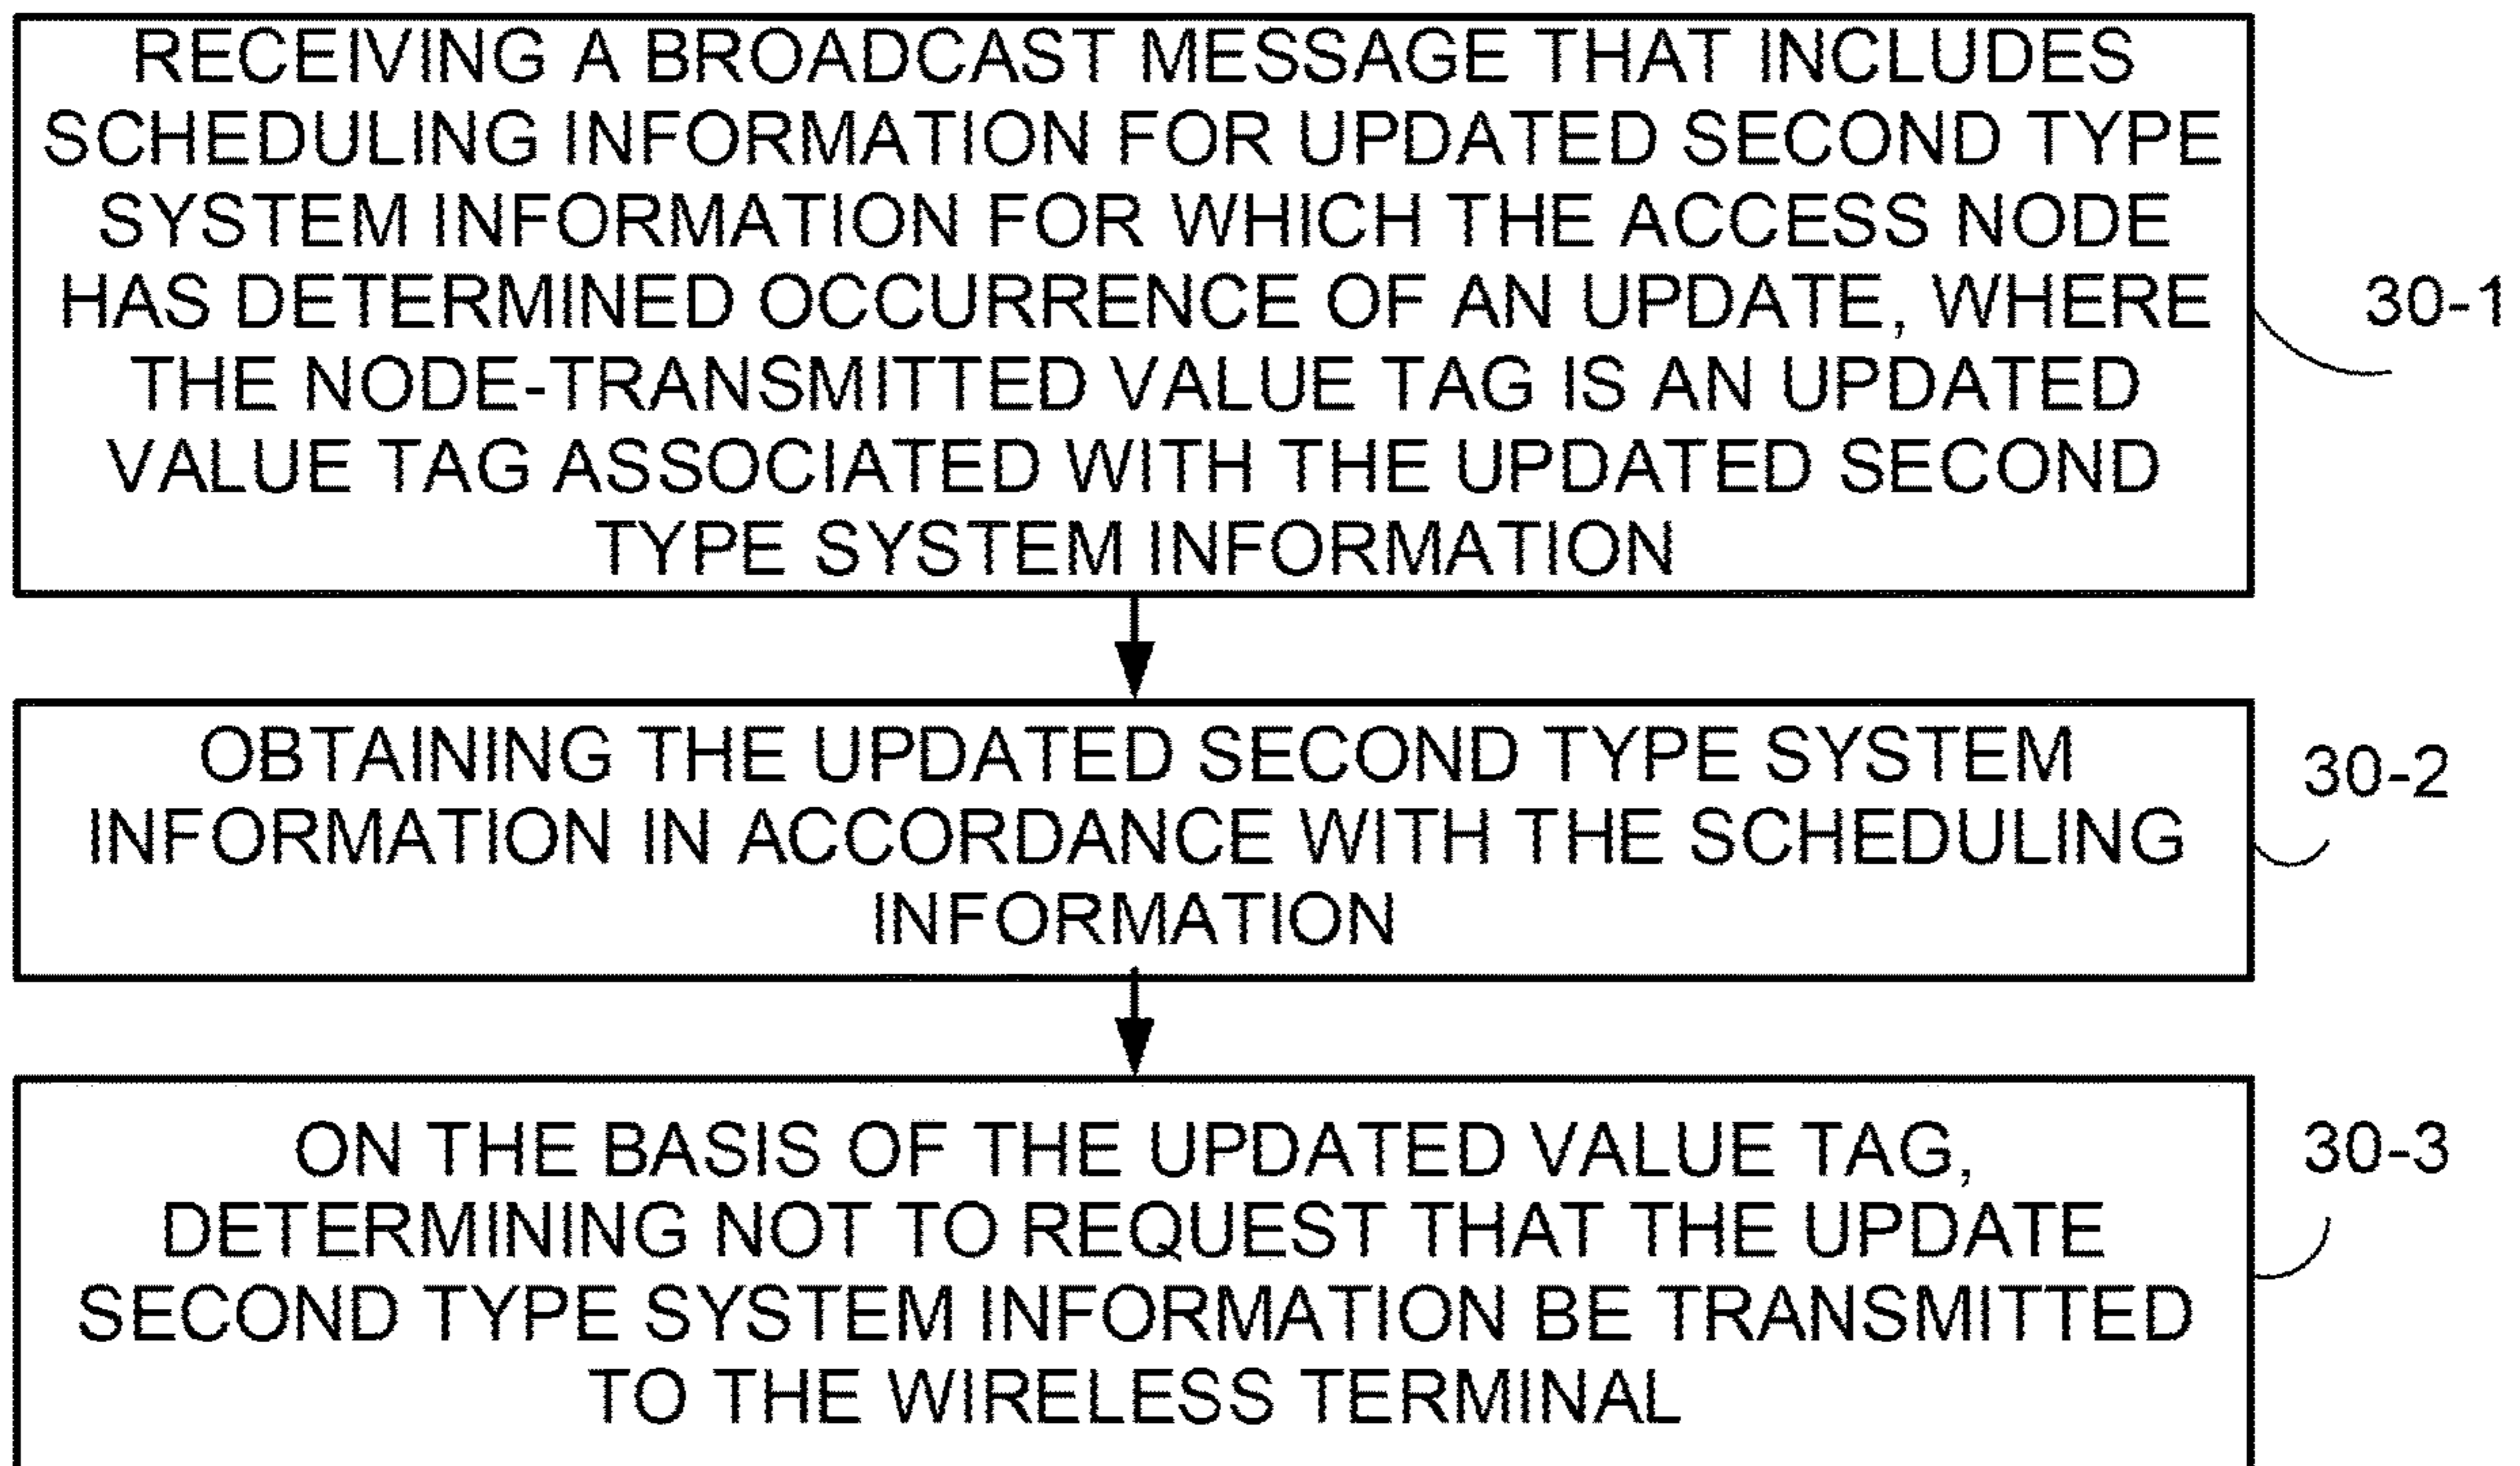 RECEIVING A BROADCAST MESSAGE THAT INCLUDES
SCHEDULING INFORMATION FOR UPDATED SECOND TYPE
SYSTEM INFORMATION FOR WHICH THE ACCESS NODE
HAS DETERMINED OCCURRENCE OF AN UPDATE, WHERE
THE NODE-TRANSMITTED VALUE TAG IS AN UPDATED
VALUE TAG ASSOCIATED WITH THE UPDATED SECOND
TYPE SYSTEM INFORMATION
30-1
OBTAINING THE UPDATED SECOND TYPE SYSTEM
INFORMATION IN ACCORDANCE WITH THE SCHEDULING
INFORMATION
30-2
ON THE BASIS OF THE UPDATED VALUE TAG,
DETERMINING NOT TO REQUEST THAT THE UPDATE
SECOND TYPE SYSTEM INFORMATION BE TRANSMITTED
TO THE WIRELESS TERMINAL
30-3